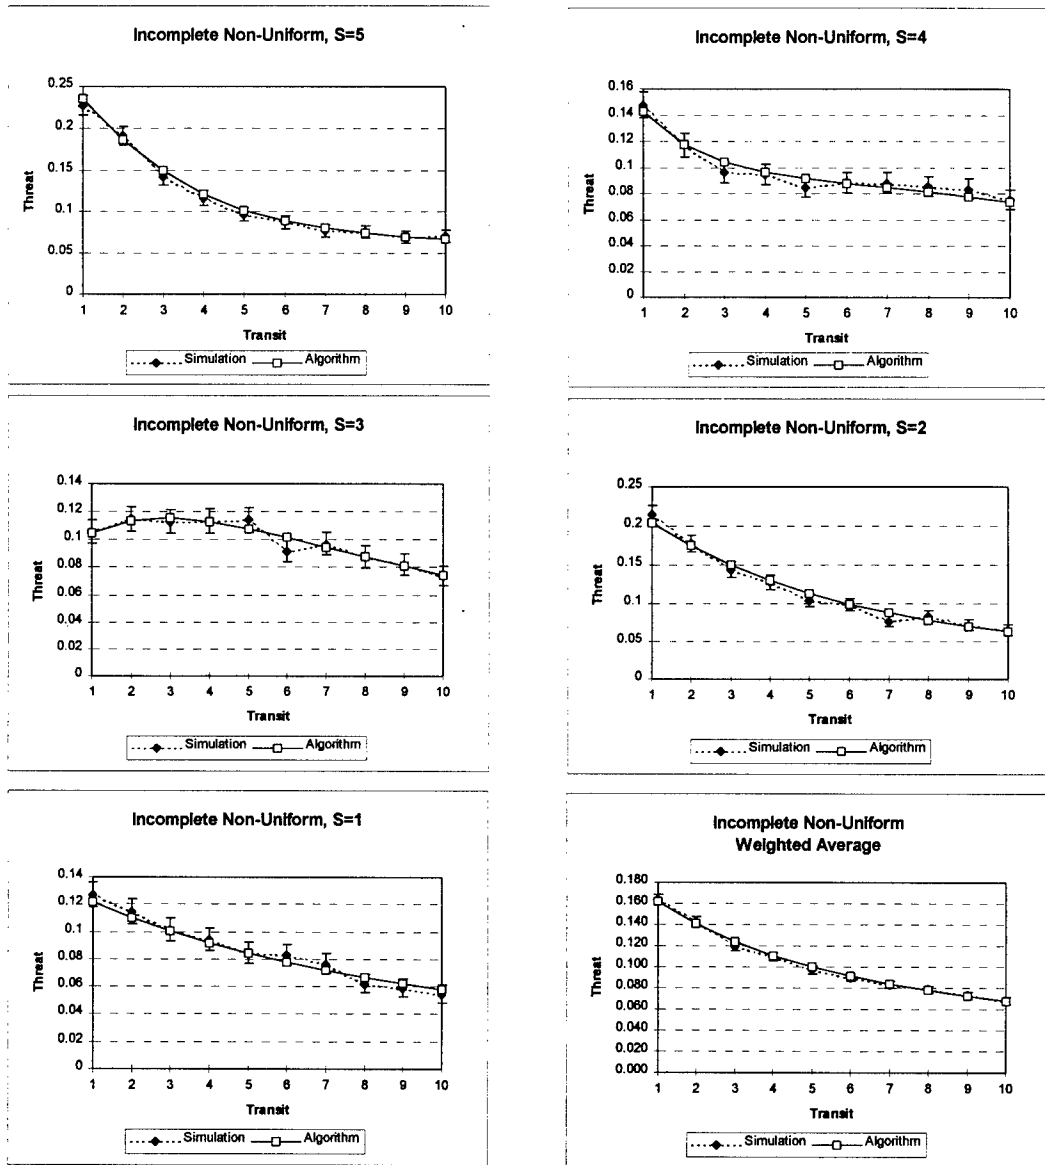 Incomplete Non-Uniform, S=5
0.25
0.2
0.15
0.1
0.05
0
Threat
1 2 3 4 5 6 7 8 9 10
Transit
Simulation Algorithm
Incomplete Non-Uniform, S=4
0.16
0.14
0.12
0.1
0.08
0.06
0.04
0.02
0
Threat
1 2 3 4 5 6 7 8 9 10
Transit
Simulation Algorithm
Incomplete Non-Uniform, S=3
0.14
0.12
0.1
0.08
0.06
0.04
0.02
0
Threat
1 2 3 4 5 6 7 8 9 10
Transit
Simulation Algorithm
Incomplete Non-Uniform, S=2
0.25
0.2
0.15
0.1
0.05
0
Threat
1 2 3 4 5 6 7 8 9 10
Transit
Simulation Algorithm
Incomplete Non-Uniform, S=1
0.14
0.12
0.1
0.08
0.06
0.04
0.02
0
Threat
1 2 3 4 5 6 7 8 9 10
Transit
Simulation Algorithm
Incomplete Non-Uniform
Weighted Average
0.180
0.160
0.140
0.120
0.100
0.080
0.060
0.040
0.020
0.000
Threat
1 2 3 4 5 6 7 8 9 10
Transit
Simulation Algorithm